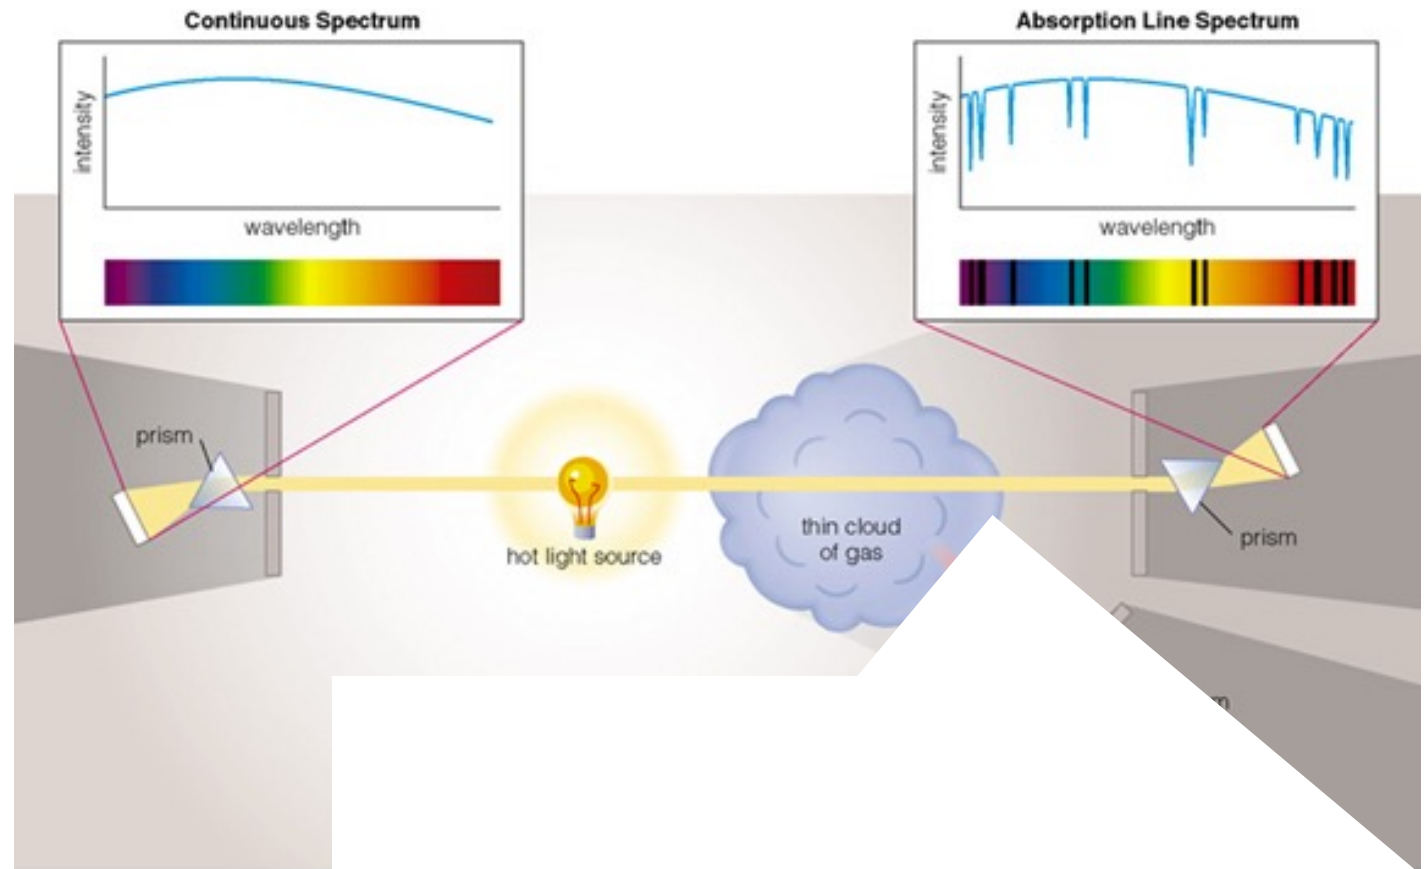 Continuous Spectrum
intensity
wavelength
Absorption Line Spectrum
intensity
wavelength
prism
hot light source
thin cloud
of gas
prism